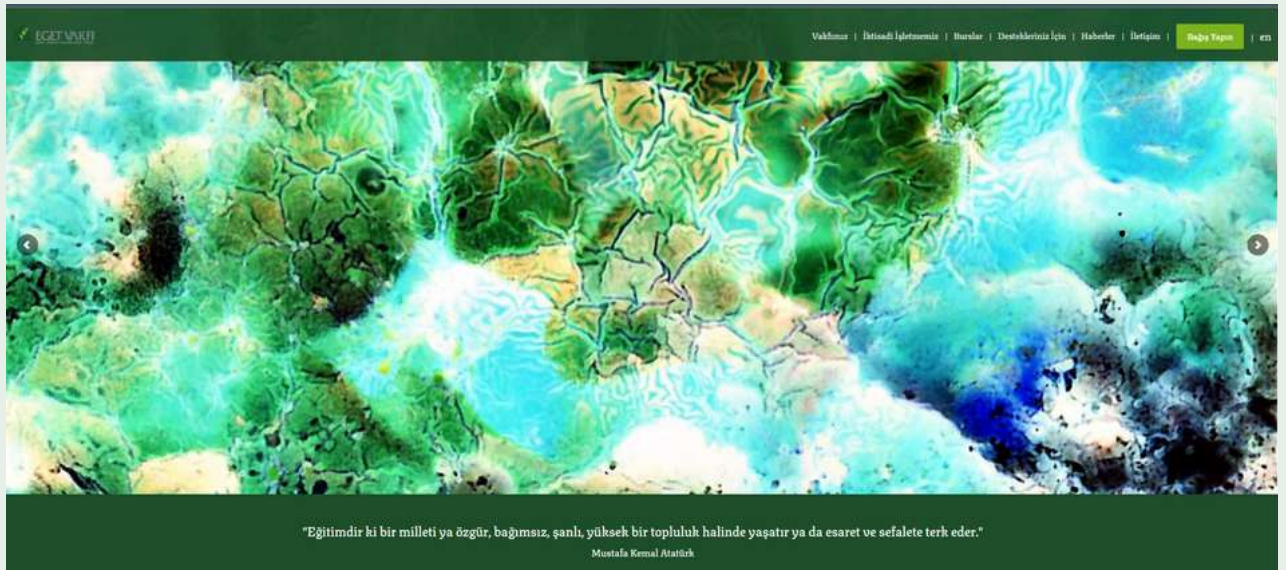 EGET VAKFI
Vakfımız | İktisadi İşletmemiz | Burslar | Destekleriniz İçin | Haberler | İletişim | Bağış Yapın | en
"Eğitimdir ki bir milleti ya özgür, bağımsız, şanlı, yüksek bir topluluk halinde yaşatır ya da esaret ve sefalete terk eder."
Mustafa Kemal Atatürk